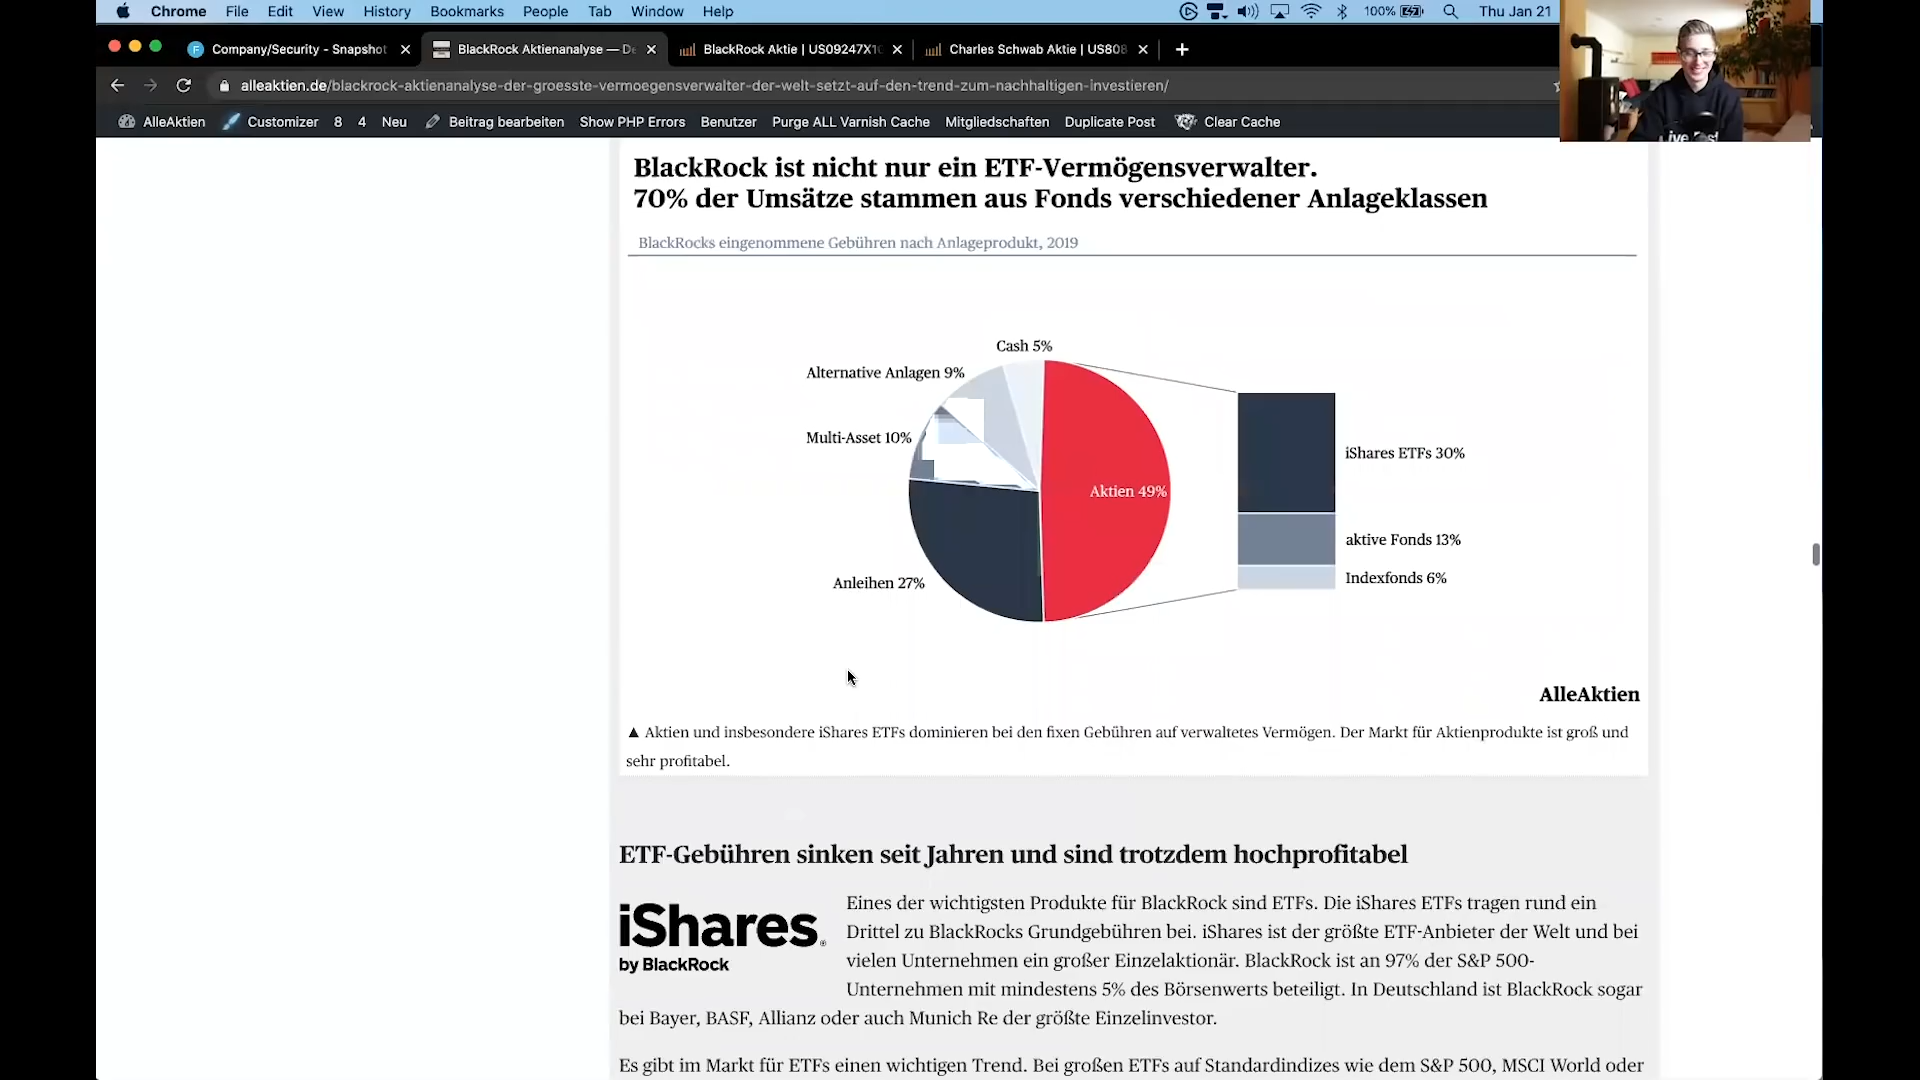 Chrome File Edit View History Bookmarks People Tab Window Help 100% Thu Jan 21
Company/Security - Snapshot BlackRock Aktienanalyse — BlackRock Aktie | US09247X1 Charles Schwab Aktie | US808
alleaktien.de/blackrock-aktienanalyse-der-groesste-vermoegensverwalter-der-welt-setzt-auf-den-trend-zum-nachhaltigen-investieren/
AlleAktien Customizer 8 4 Neu Beitrag bearbeiten Show PHP Errors Benutzer Purge ALL Varnish Cache Mitgliedschaften Duplicate Post Clear Cache
BlackRock ist nicht nur ein ETF-Vermögensverwalter.
70% der Umsätze stammen aus Fonds verschiedener Anlageklassen
BlackRocks eingenommene Gebühren nach Anlageprodukt, 2019
Cash 5%
Alternative Anlagen 9%
Multi-Asset 10%
iShares ETFs 30%
Aktien 49%
aktive Fonds 13%
Indexfonds 6%
Anleihen 27%
AlleAktien
▲ Aktien und insbesondere iShares ETFs dominieren bei den fixen Gebühren auf verwaltetes Vermögen. Der Markt für Aktienprodukte ist groß und
sehr profitabel.
ETF-Gebühren sinken seit Jahren und sind trotzdem hochprofitabel
iShares®
by BlackRock
Eines der wichtigsten Produkte für BlackRock sind ETFs. Die iShares ETFs tragen rund ein
Drittel zu BlackRocks Grundgebühren bei. iShares ist der größte ETF-Anbieter der Welt und bei
vielen Unternehmen ein großer Einzelaktionär. BlackRock ist an 97% der S&P 500-
Unternehmen mit mindestens 5% des Börsenwerts beteiligt. In Deutschland ist BlackRock sogar
bei Bayer, BASF, Allianz oder auch Munich Re der größte Einzelinvestor.
Es gibt im Markt für ETFs einen wichtigen Trend. Bei großen ETFs auf Standardindizes wie dem S&P 500, MSCI World oder